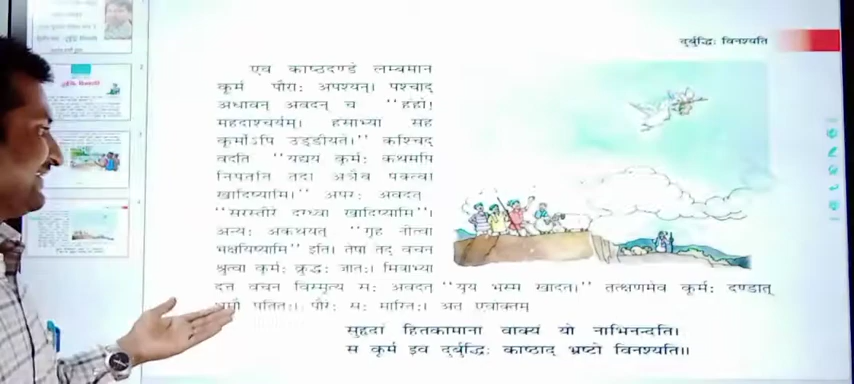 दुर्बुद्धिः विनश्यति
एवं काष्ठदण्डे लम्बमानं
कूर्मं पौराः अपश्यन्। पश्चाद्
अधावन् अवदन् च "हंहो!
महदाश्चर्यम्। हंसाभ्यां सह
कूर्मोऽपि उड्डीयते।" कश्चिद्
वदति "यद्ययं कूर्मः कथमपि
निपतति तदा अत्रैव पक्त्वा
खादिष्यामि।" अपरः अवदत्
"सरस्तीरे दग्ध्वा खादिष्यामि"।
अन्यः अकथयत् "गृहं नीत्वा
भक्षयिष्यामि" इति। तेषां तद् वचनं
श्रुत्वा कूर्मः क्रुद्धः जातः। मित्राभ्यां
दत्तं वचनं विस्मृत्य सः अवदत् "यूयं भस्म खादत।" तत्क्षणमेव कूर्मः दण्डात्
भूमौ पतितः। पौरैः सः मारितः। अत एवोक्तम्
सुहृदां हितकामानां वाक्यं यो नाभिनन्दति।
स कूर्म इव दुर्बुद्धिः काष्ठाद् भ्रष्टो विनश्यति॥